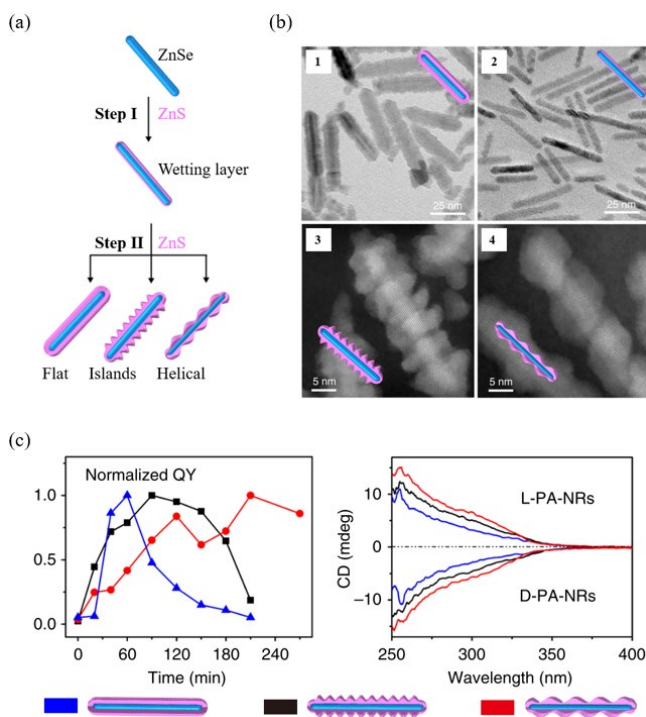 (a)
ZnSe
Step I ZnS
Wetting layer
Step II ZnS
Flat Islands Helical
(b)
1
25 nm
2
25 nm
3
5 nm
4
5 nm
(c)
Normalized QY
1.0
0.5
0.0
0 60 120 180 240
Time (min)
CD (mdeg)
10
0
−10
L-PA-NRs
D-PA-NRs
250 300 350 400
Wavelength (nm)